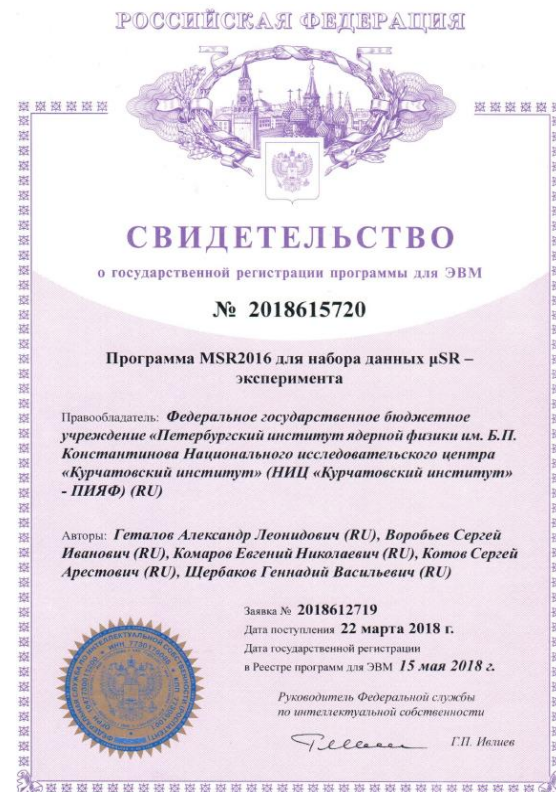 РОССИЙСКАЯ ФЕДЕРАЦИЯ
СВИДЕТЕЛЬСТВО
о государственной регистрации программы для ЭВМ
№ 2018615720
Программа MSR2016 для набора данных μSR –
эксперимента
Правообладатель: Федеральное государственное бюджетное
учреждение «Петербургский институт ядерной физики им. Б.П.
Константинова Национального исследовательского центра
«Курчатовский институт» (НИЦ «Курчатовский институт»
- ПИЯФ) (RU)
Авторы: Геталов Александр Леонидович (RU), Воробьев Сергей
Иванович (RU), Комаров Евгений Николаевич (RU), Котов Сергей
Арестович (RU), Щербаков Геннадий Васильевич (RU)
Заявка № 2018612719
Дата поступления 22 марта 2018 г.
Дата государственной регистрации
в Реестре программ для ЭВМ 15 мая 2018 г.
Руководитель Федеральной службы
по интеллектуальной собственности
Г.П. Ивлиев